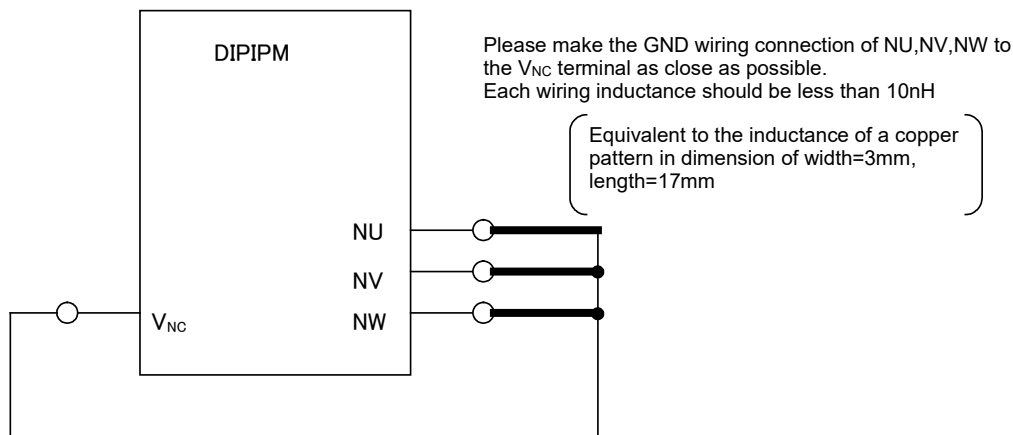 DIPIPM
Please make the GND wiring connection of NU,NV,NW to
the VNC terminal as close as possible.
Each wiring inductance should be less than 10nH
Equivalent to the inductance of a copper
pattern in dimension of width=3mm,
length=17mm
NU
NV
VNC
NW